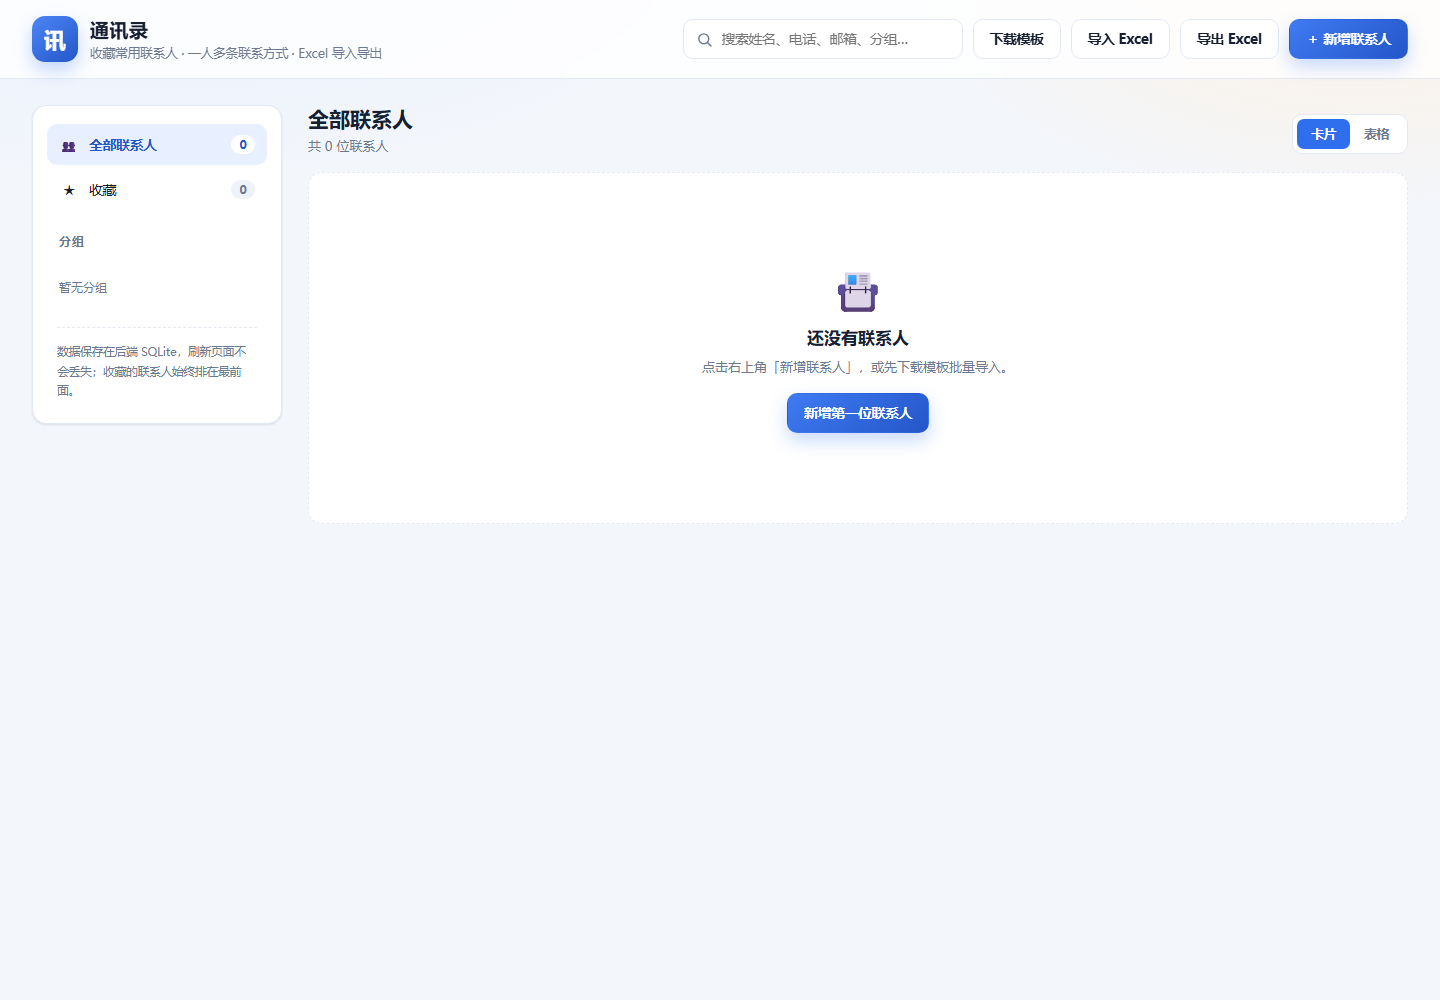 讯
通讯录
收藏常用联系人 · 一人多条联系方式 · Excel 导入导出
搜索姓名、电话、邮箱、分组...
下载模板
导入 Excel
导出 Excel
+ 新增联系人
全部联系人 0
收藏 0
分组
暂无分组
数据保存在后端 SQLite，刷新页面不
会丢失；收藏的联系人始终排在最前
面。
全部联系人
共 0 位联系人
卡片
表格
还没有联系人
点击右上角「新增联系人」，或先下载模板批量导入。
新增第一位联系人